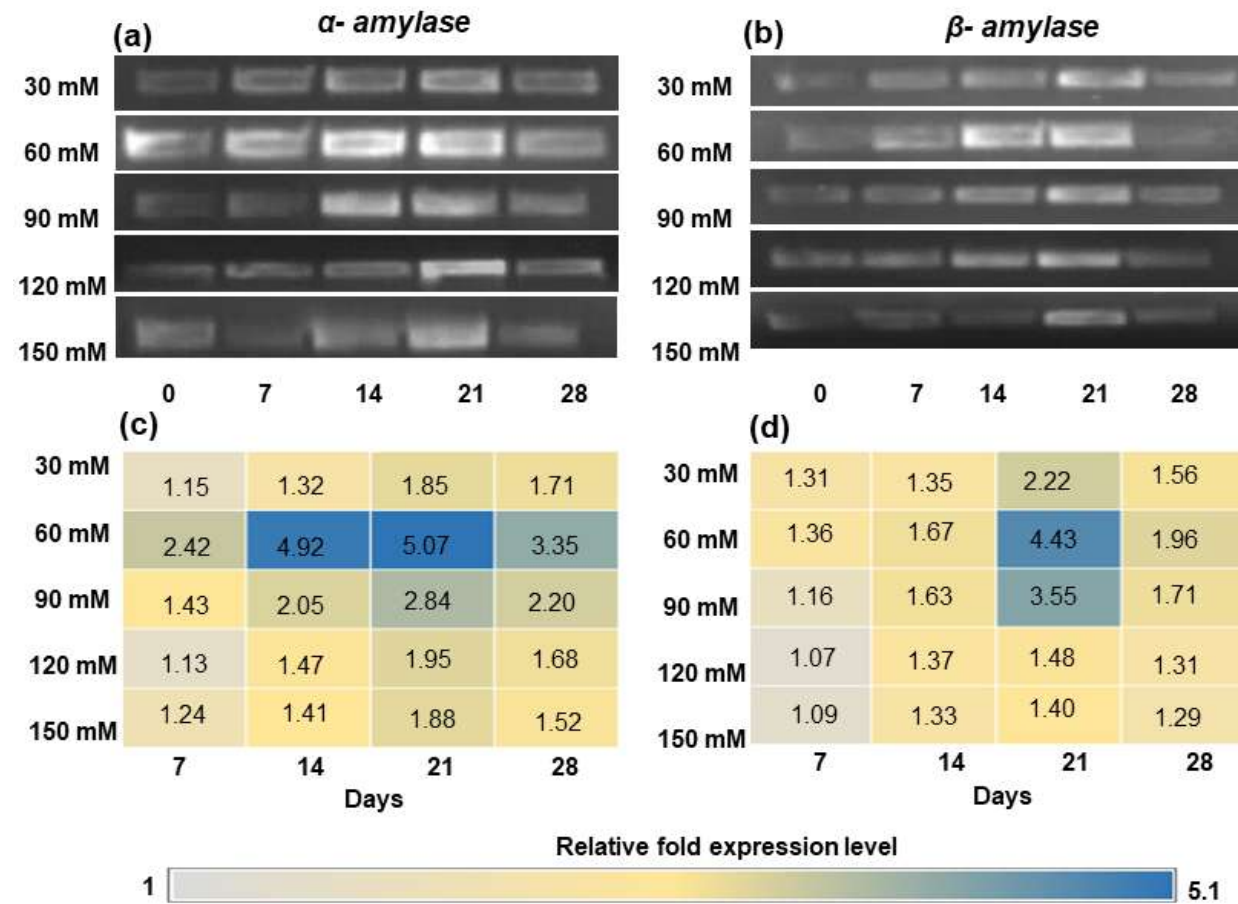 (a) α- amylase (b) β- amylase
30 mM 30 mM
60 mM 60 mM
90 mM 90 mM
120 mM 120 mM
150 mM 150 mM
0 7 14 21 28 0 7 14 21 28
(c) (d)
30 mM 1.15 1.32 1.85 1.71 30 mM 1.31 1.35 2.22 1.56
60 mM 2.42 4.92 5.07 3.35 60 mM 1.36 1.67 4.43 1.96
90 mM 1.43 2.05 2.84 2.20 90 mM 1.16 1.63 3.55 1.71
120 mM 1.13 1.47 1.95 1.68 120 mM 1.07 1.37 1.48 1.31
150 mM 1.24 1.41 1.88 1.52 150 mM 1.09 1.33 1.40 1.29
7 14 21 28 7 14 21 28
Days Days
Relative fold expression level
1 5.1